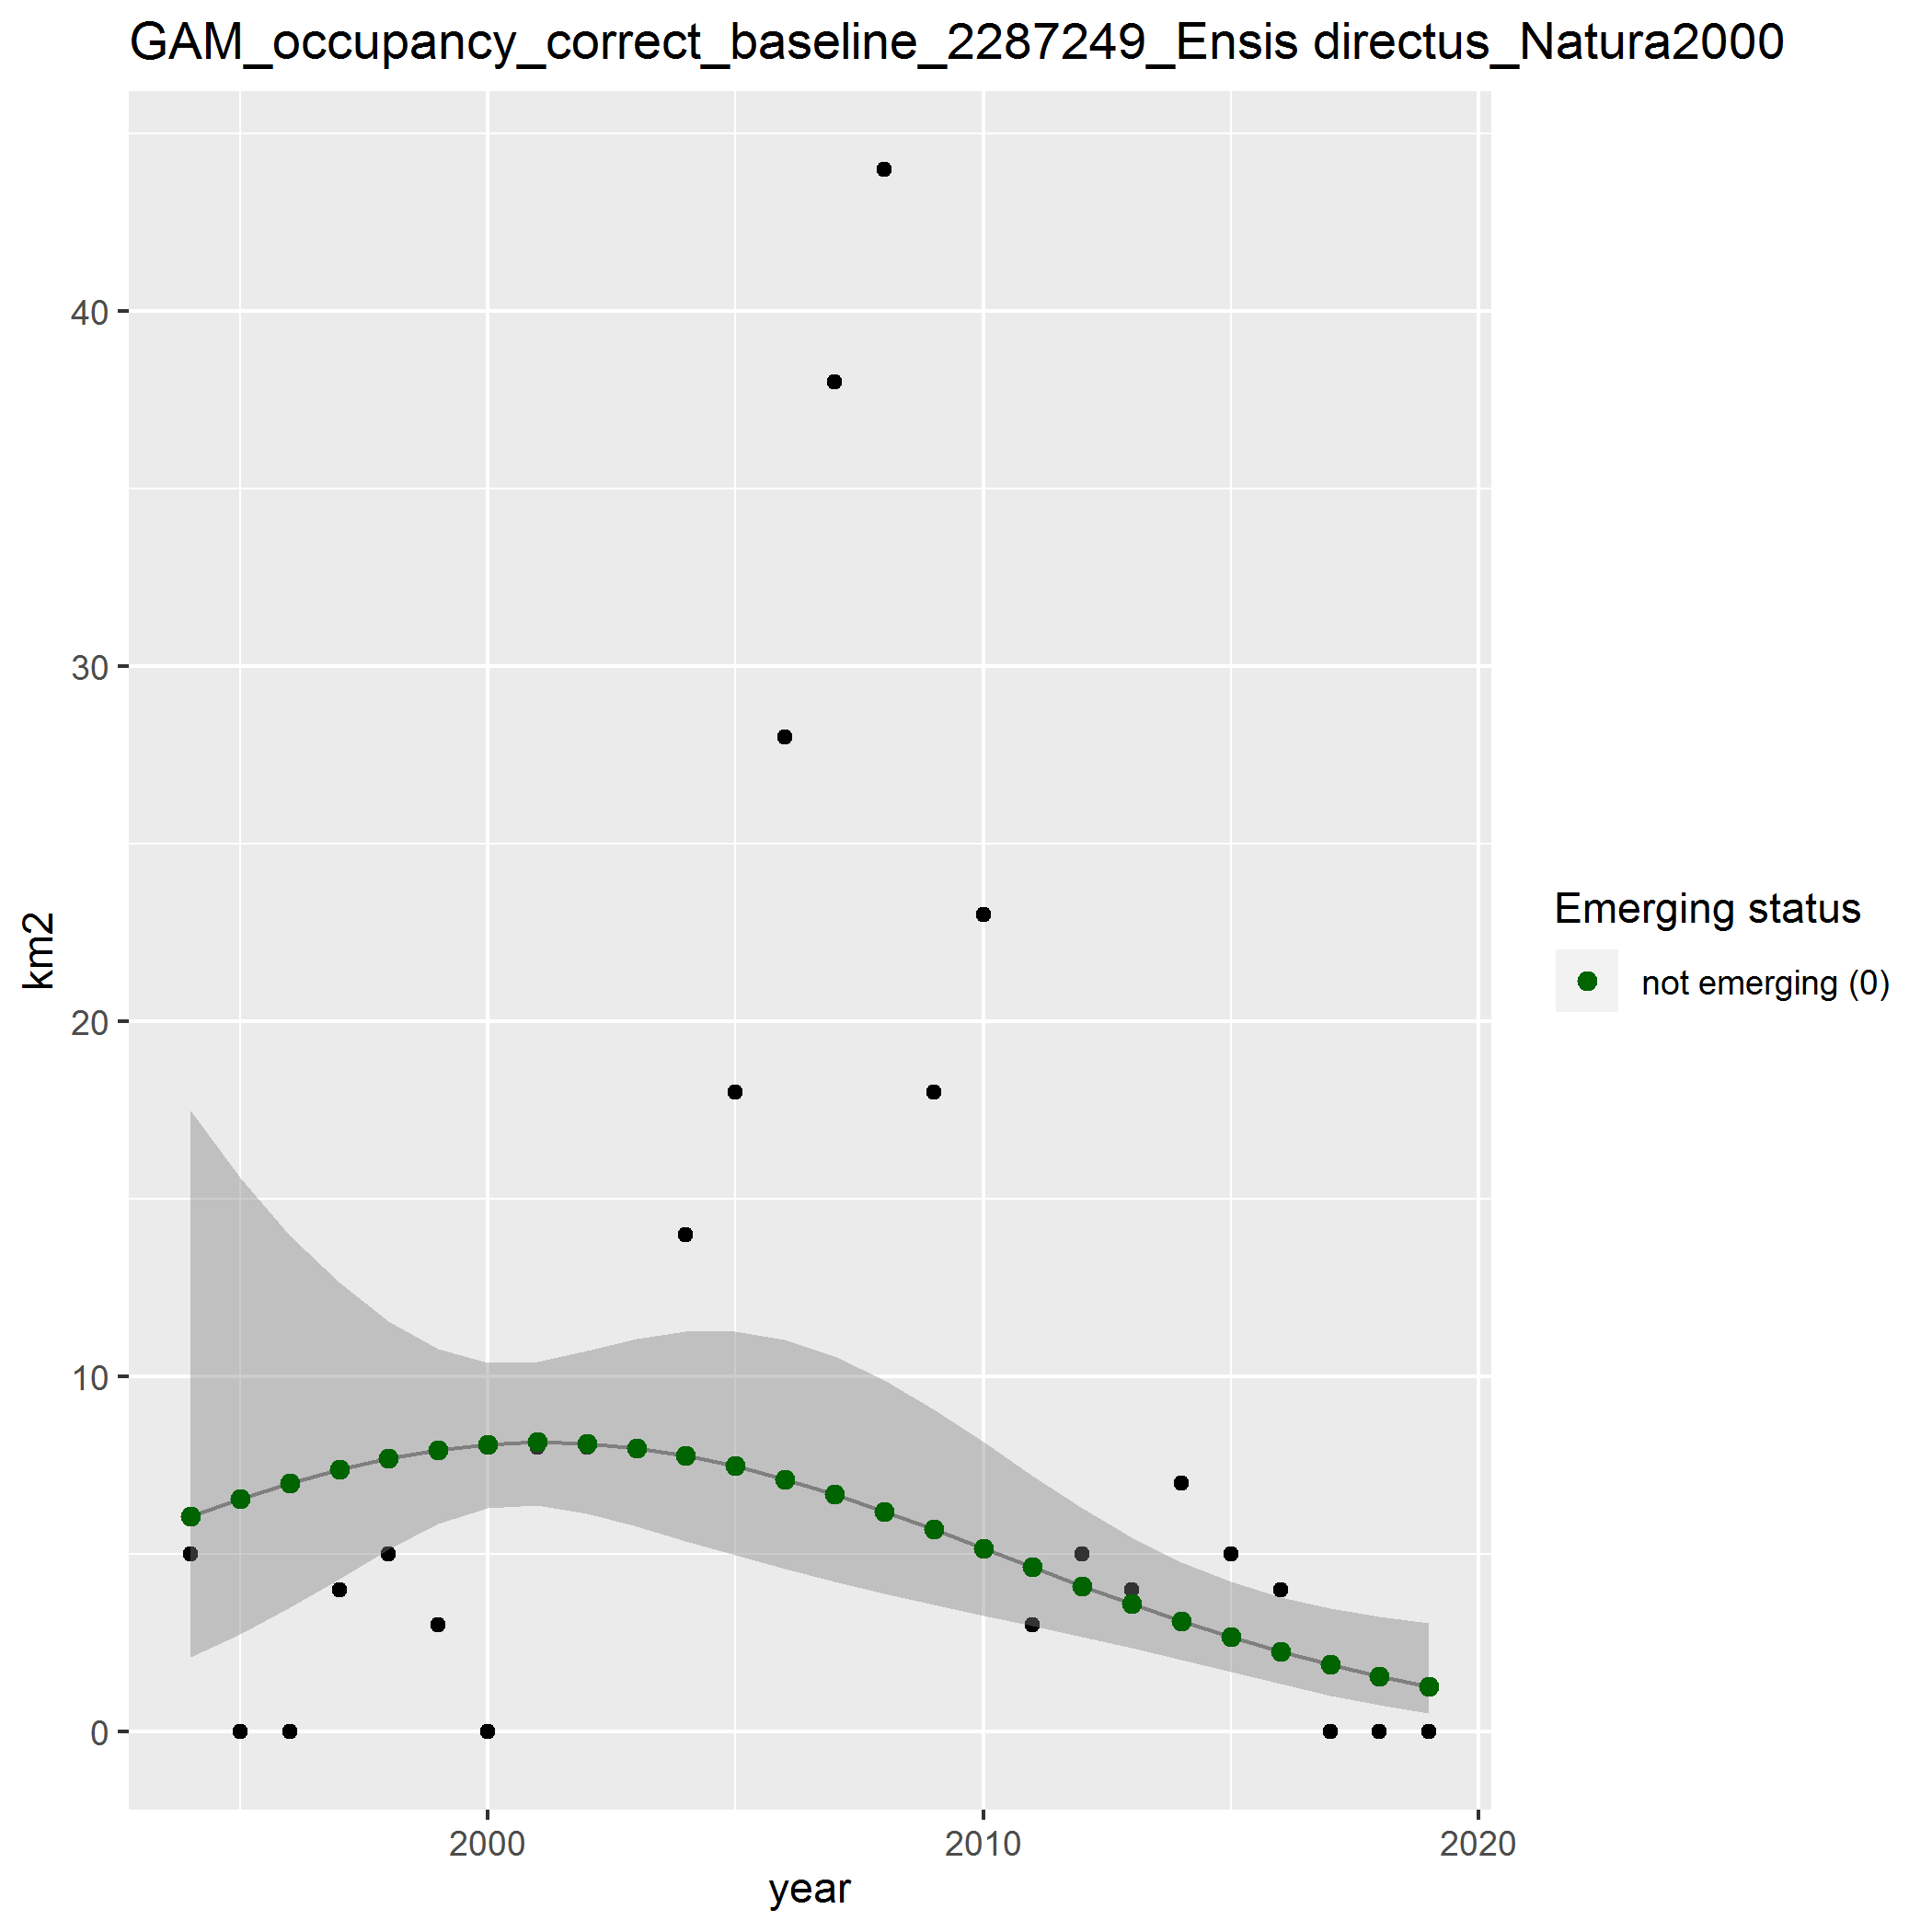 GAM_occupancy_correct_baseline_2287249_Ensis directus_Natura2000
40
30
20
10
0
km2
2000
2010
2020
year
Emerging status
not emerging (0)